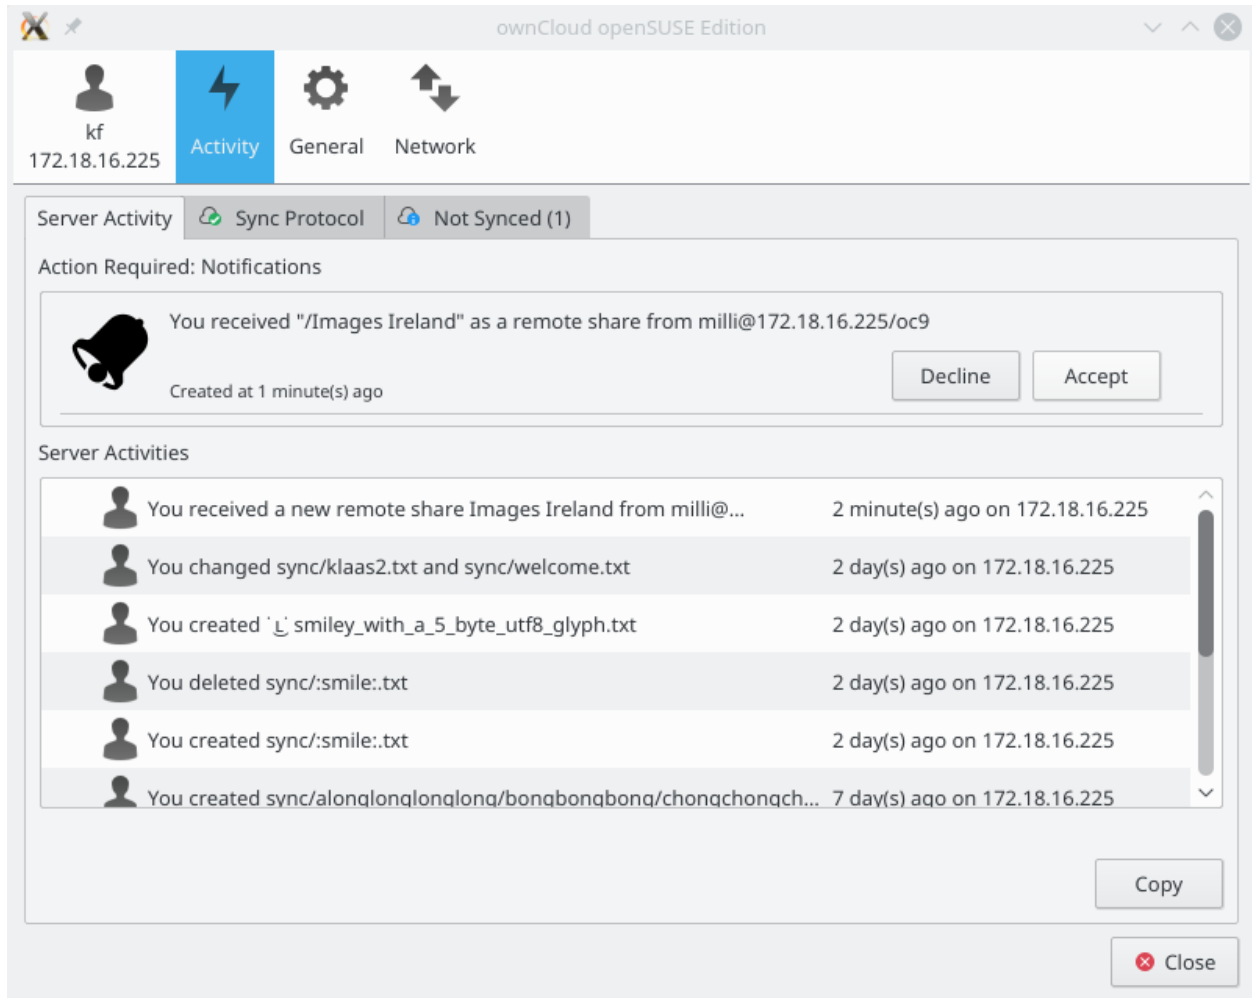 ownCloud openSUSE Edition
kf
172.18.16.225
Activity
General
Network
Server Activity
Sync Protocol
Not Synced (1)
Action Required: Notifications
You received "/Images Ireland" as a remote share from milli@172.18.16.225/oc9
Created at 1 minute(s) ago
Decline
Accept
Server Activities
You received a new remote share Images Ireland from milli@... 2 minute(s) ago on 172.18.16.225
You changed sync/klaas2.txt and sync/welcome.txt 2 day(s) ago on 172.18.16.225
You created smiley_with_a_5_byte_utf8_glyph.txt 2 day(s) ago on 172.18.16.225
You deleted sync/:smile:.txt 2 day(s) ago on 172.18.16.225
You created sync/:smile:.txt 2 day(s) ago on 172.18.16.225
You created sync/alonglonglonglong/bongbongbong/chongchongch... 7 day(s) ago on 172.18.16.225
Copy
Close